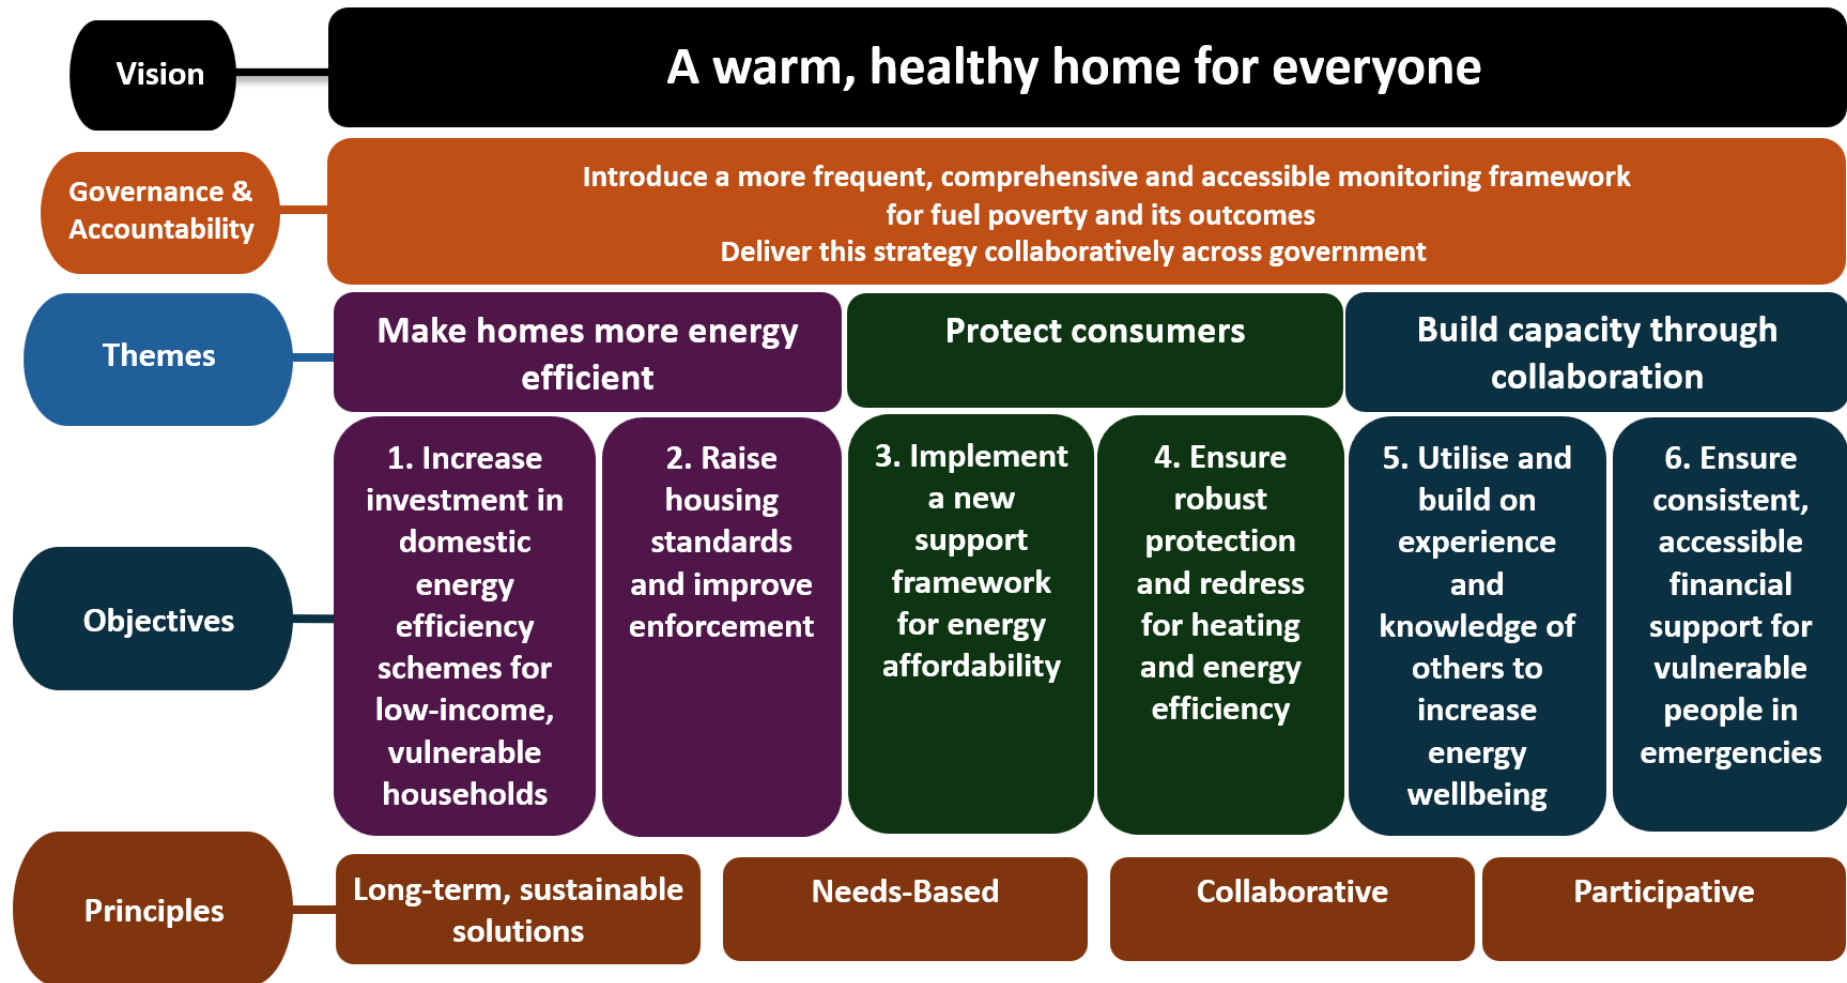 Vision
A warm, healthy home for everyone
Governance &
Accountability
Introduce a more frequent, comprehensive and accessible monitoring framework
for fuel poverty and its outcomes
Deliver this strategy collaboratively across government
Themes
Make homes more energy
efficient
Protect consumers
Build capacity through
collaboration
Objectives
1. Increase
investment in
domestic
energy
efficiency
schemes for
low-income,
vulnerable
households
2. Raise
housing
standards
and improve
enforcement
3. Implement
a new
support
framework
for energy
affordability
4. Ensure
robust
protection
and redress
for heating
and energy
efficiency
5. Utilise and
build on
experience
and
knowledge of
others to
increase
energy
wellbeing
6. Ensure
consistent,
accessible
financial
support for
vulnerable
people in
emergencies
Principles
Long-term, sustainable
solutions
Needs-Based
Collaborative
Participative